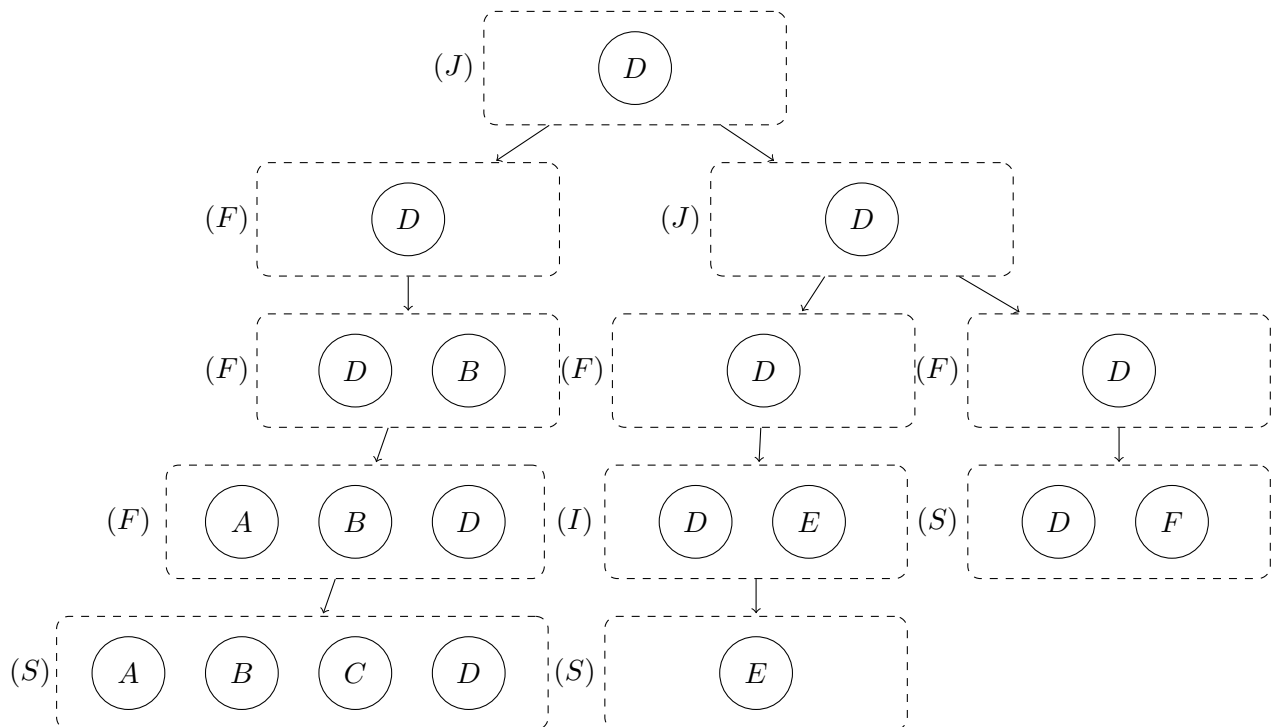 (J) D
(F) D (J) D
(F) D B (F) D (F) D
(F) A B D (I) D E (S) D F
(S) A B C D (S) E